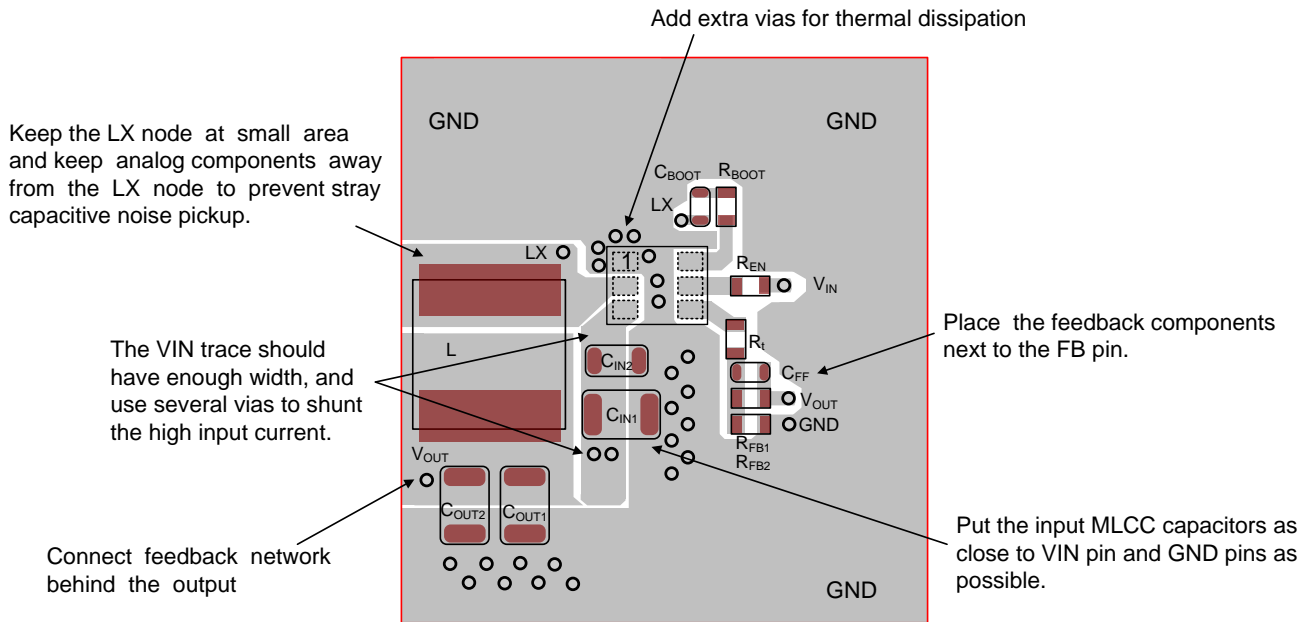 Add extra vias for thermal dissipation
GND
GND
Keep the LX node at small area
and keep analog components away
from the LX node to prevent stray
capacitive noise pickup.
CBOOT RBOOT
LX
LX
1
REN
VIN
Place the feedback components
next to the FB pin.
L
Rt
The VIN trace should
have enough width, and
use several vias to shunt
the high input current.
CIN2
CFF
CIN1
VOUT
GND
RFB1
RFB2
VOUT
COUT2
COUT1
Put the input MLCC capacitors as
close to VIN pin and GND pins as
possible.
Connect feedback network
behind the output
GND